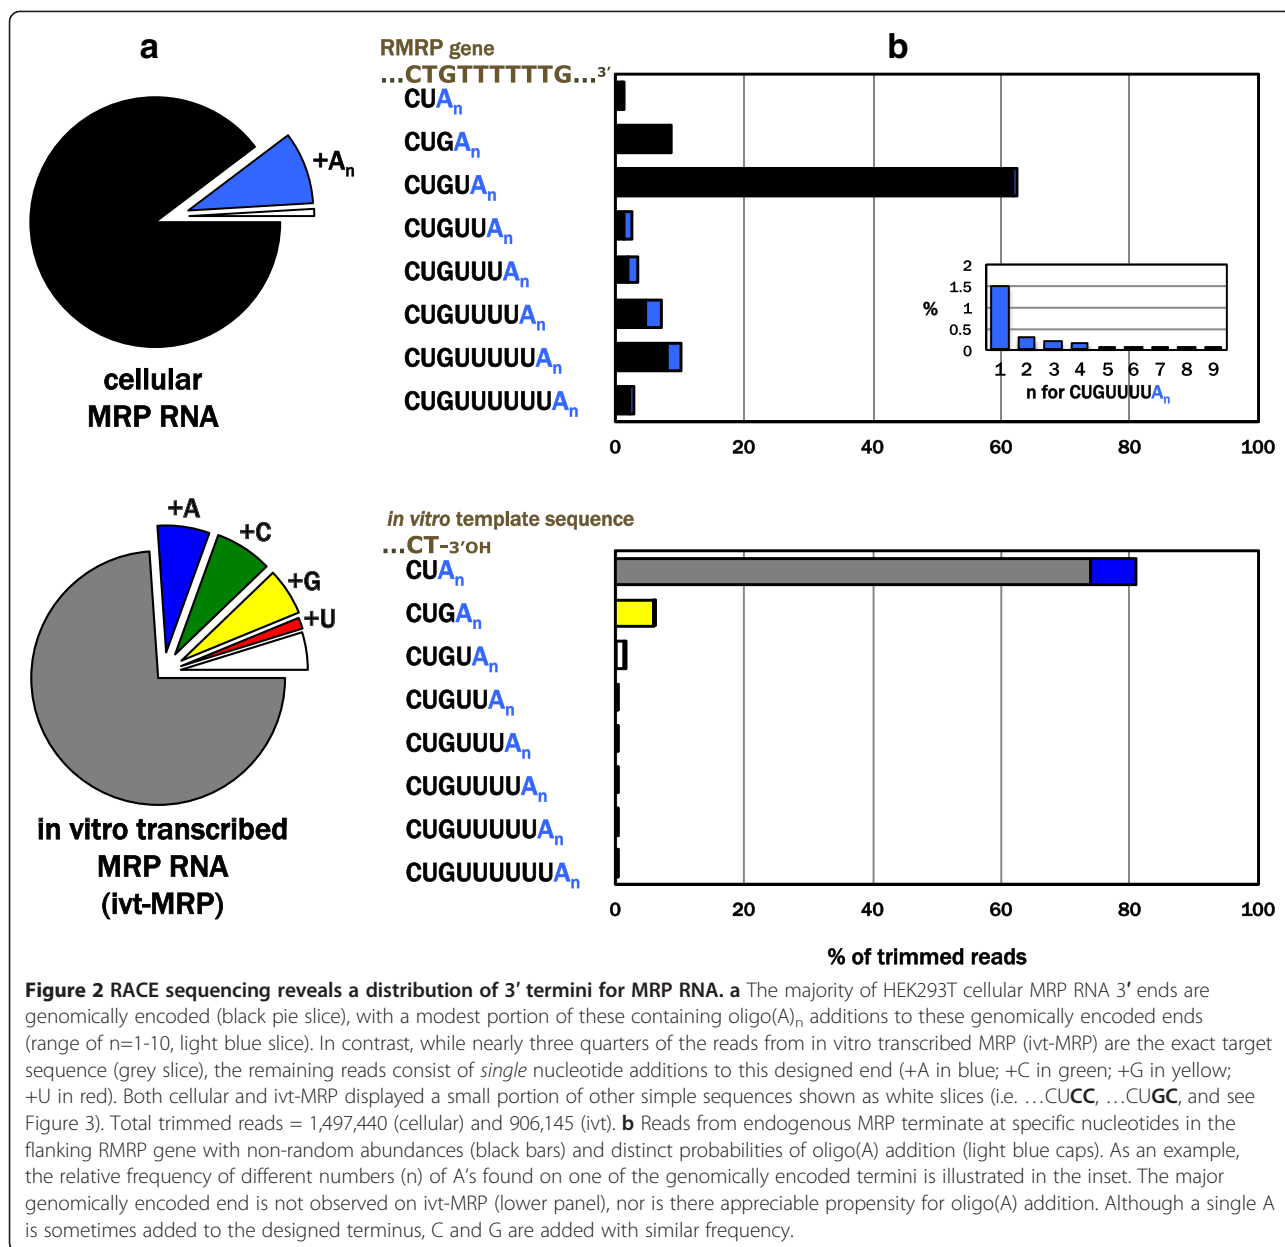 a
+An
cellular
MRP RNA
b
RMRP gene
...CTGTTTTTTG...3'
CUAn
CUGAn
CUGUAn
CUGUUAn
CUGUUUAn
CUGUUUUAn
CUGUUUUUAn
CUGUUUUUUAn
0 20 40 60 80 100
2
1.5
1
0.5
0
%
1 2 3 4 5 6 7 8 9
n for CUGUUUUAn
+A
+C
+G
+U
in vitro transcribed
MRP RNA
(ivt-MRP)
in vitro template sequence
...CT-3'OH
CUAn
CUGAn
CUGUAn
CUGUUAn
CUGUUUAn
CUGUUUUAn
CUGUUUUUAn
CUGUUUUUUAn
0 20 40 60 80 100
% of trimmed reads
Figure 2 RACE sequencing reveals a distribution of 3′ termini for MRP RNA. a The majority of HEK293T cellular MRP RNA 3′ ends are
genomically encoded (black pie slice), with a modest portion of these containing oligo(A)n additions to these genomically encoded ends
(range of n=1-10, light blue slice). In contrast, while nearly three quarters of the reads from in vitro transcribed MRP (ivt-MRP) are the exact target
sequence (grey slice), the remaining reads consist of single nucleotide additions to this designed end (+A in blue; +C in green; +G in yellow;
+U in red). Both cellular and ivt-MRP displayed a small portion of other simple sequences shown as white slices (i.e. …CUCC, …CUGC, and see
Figure 3). Total trimmed reads = 1,497,440 (cellular) and 906,145 (ivt). b Reads from endogenous MRP terminate at specific nucleotides in the
flanking RMRP gene with non-random abundances (black bars) and distinct probabilities of oligo(A) addition (light blue caps). As an example,
the relative frequency of different numbers (n) of A's found on one of the genomically encoded termini is illustrated in the inset. The major
genomically encoded end is not observed on ivt-MRP (lower panel), nor is there appreciable propensity for oligo(A) addition. Although a single A
is sometimes added to the designed terminus, C and G are added with similar frequency.